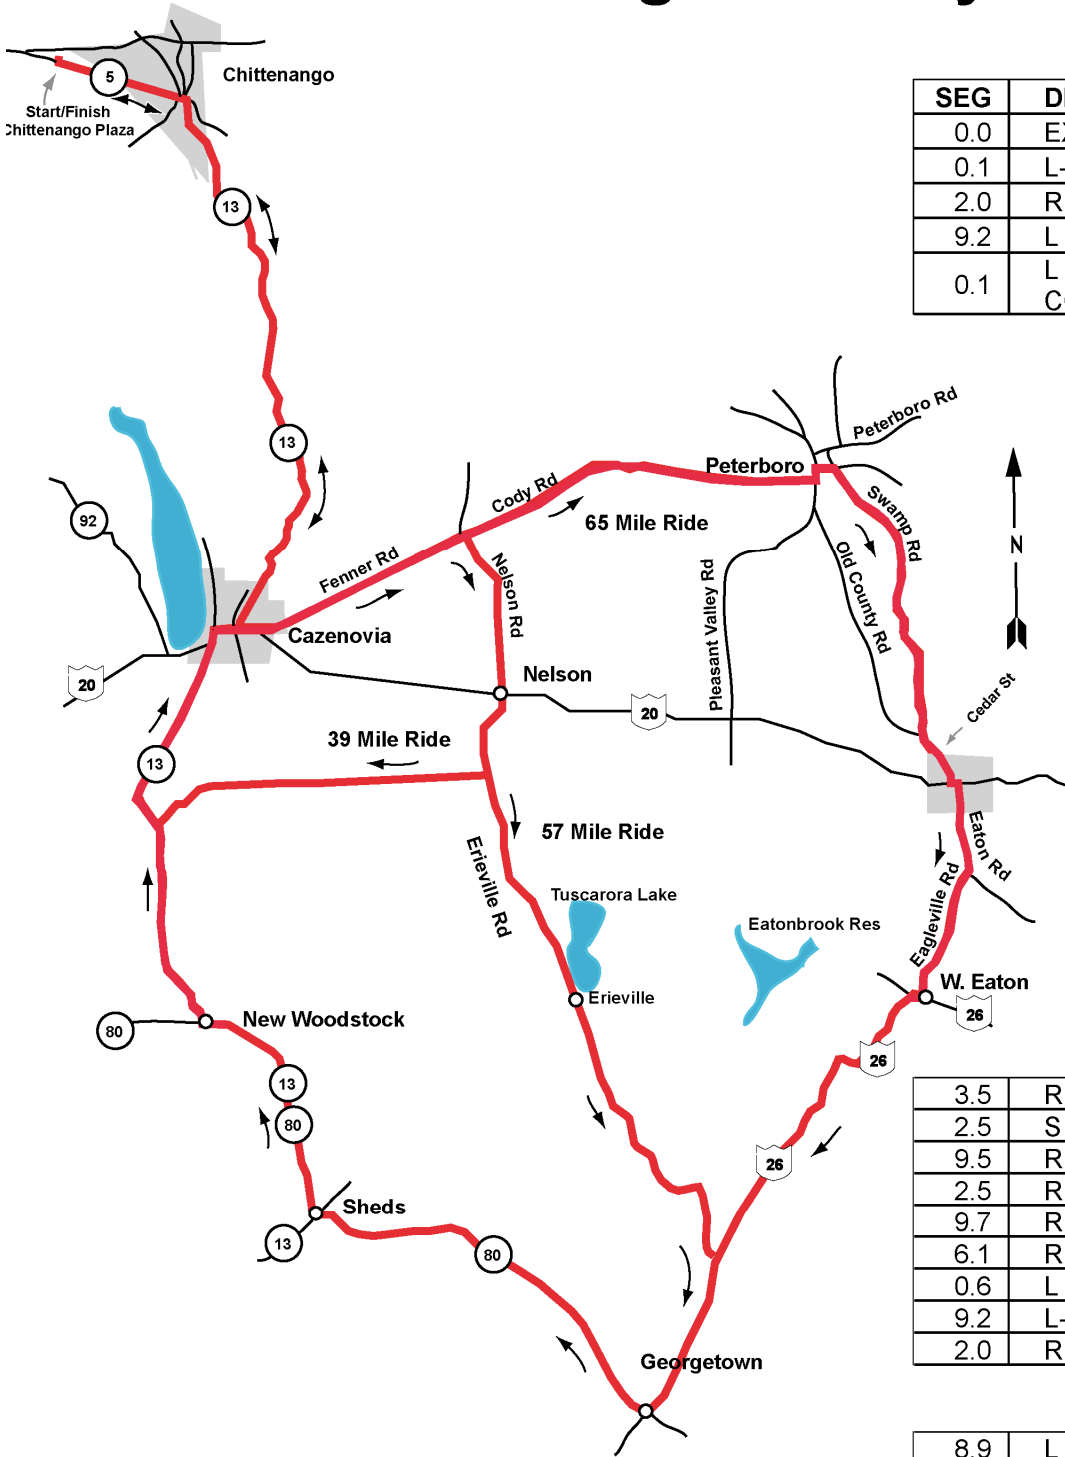 5
Chittenango
Start/Finish
Chittenango Plaza
13
SEG
0.0
0.1 L-
2.0 R
9.2 L
0.1 L
13
92
Peterboro Rd
Peterboro
Cody Rd
65 Mile Ride
Swamp Rd
N
Fenner Rd
Nelson Rd
Old County Rd
Pleasant Valley Rd
Cazenovia
20
Nelson
20
Cedar St
39 Mile Ride
13
57 Mile Ride
Erieville Rd
Eaton Rd
Tuscarora Lake
Eagleville Rd
Eatonbrook Res
Erieville
W. Eaton
26
New Woodstock
80
26
13
80
3.5 R
2.5 S
9.5 R
2.5 R
9.7 R
6.1 R
0.6 L
9.2 L-
2.0 R
26
Sheds
13
80
Georgetown
8.9 L